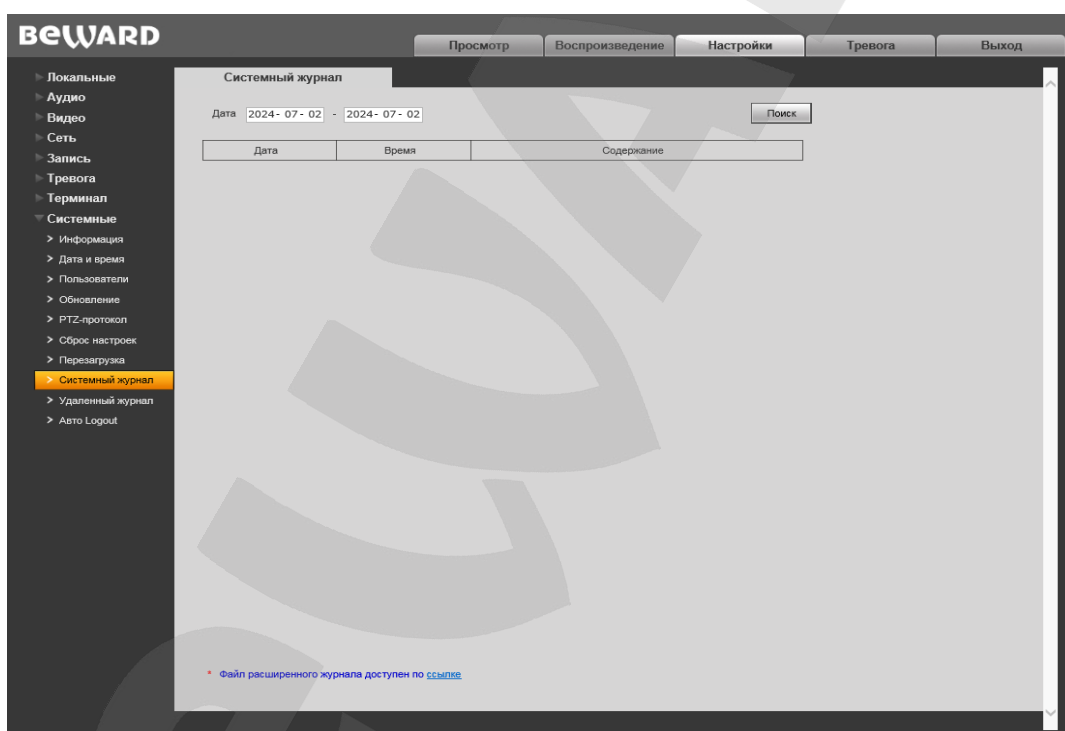 BEWARD
Просмотр Воспроизведение Настройки Тревога Выход
Локальные
Аудио
Видео
Сеть
Запись
Тревога
Терминал
Системные
Информация
Дата и время
Пользователи
Обновление
PTZ-протокол
Сброс настроек
Перезагрузка
Системный журнал
Удаленный журнал
Авто Logout
Системный журнал
Дата 2024-07-02 - 2024-07-02 Поиск
Дата Время Содержание
* Файл расширенного журнала доступен по ссылке